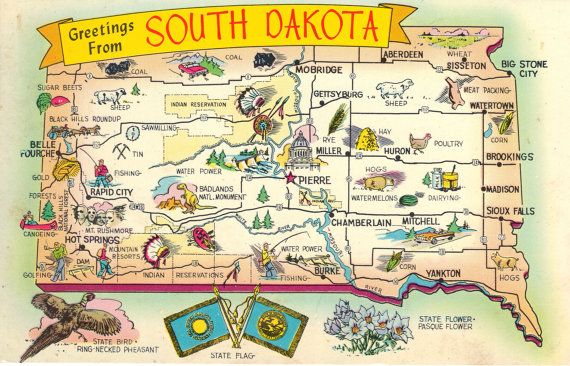 Greetings From
SOUTH DAKOTA
ABERDEEN
WHEAT
SISSETON
BIG STONE CITY
COAL
COAL
MOBRIDGE
SUGAR BEETS
SHEEP
INDIAN RESERVATION
GETTSYBURG
SHEEP
MEAT PACKING
WATERTOWN
BLACK HILLS ROUNDUP
SAWMILLING
RYE
HAY
CORN
BELLE FOURCHE
TIN
MILLER
HURON
POULTRY
BROOKINGS
GOLD
FISHING
WATER POWER
PIERRE
HOGS
FORESTS
RAPID CITY
BADLANDS NAT'L. MONUMENT
WATERMELONS
DAIRYING
MADISON
BLACK HILLS NATIONAL FOREST
MT. RUSHMORE
CHAMBERLAIN
MITCHELL
SIOUX FALLS
CANOEING
HOT SPRINGS
MOUNTAIN RESORTS
WATER POWER
GOLFING
DAM
INDIAN RESERVATIONS
FISHING
BURKE
CORN
YANKTON
HOGS
RIVER
STATE BIRD - RING-NECKED PHEASANT
STATE FLAG
STATE FLOWER - PASQUE FLOWER